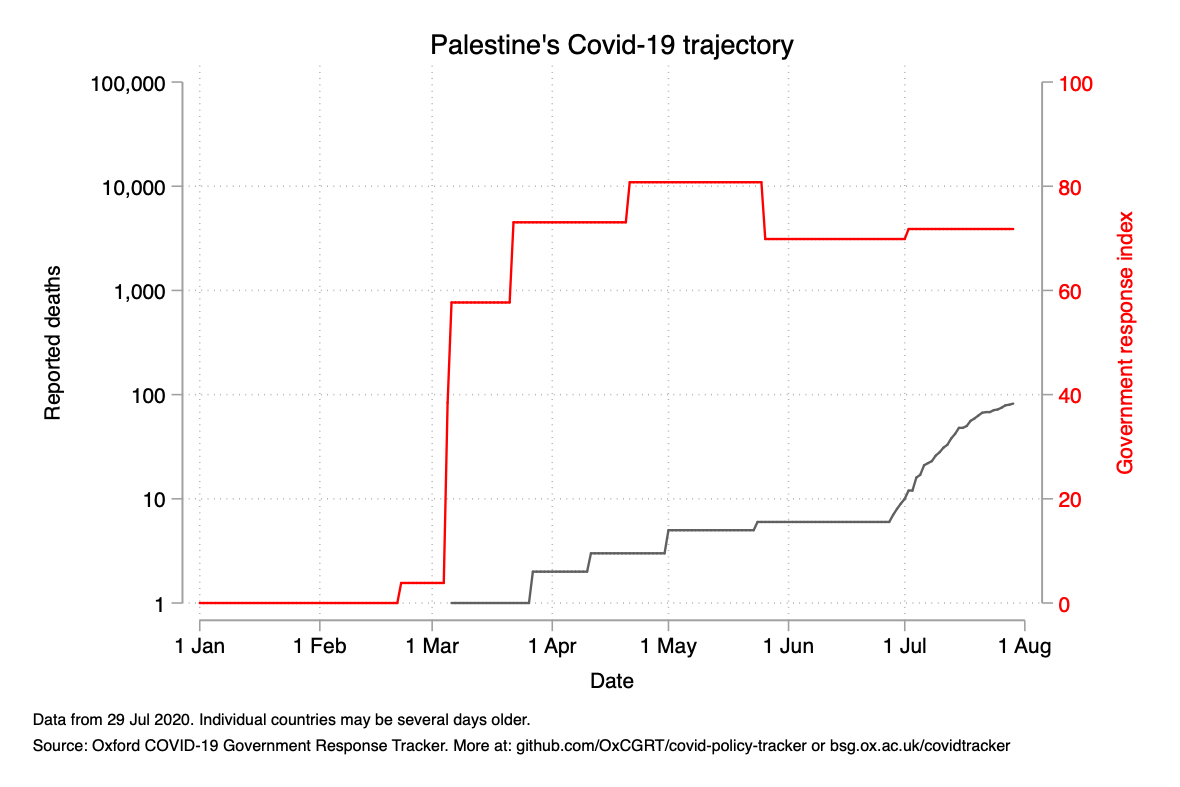 Palestine's Covid-19 trajectory
100,000
10,000
1,000
100
10
1
Reported deaths
100
80
60
40
20
0
Government response index
1 Jan 1 Feb 1 Mar 1 Apr 1 May 1 Jun 1 Jul 1 Aug
Date
Data from 29 Jul 2020. Individual countries may be several days older.
Source: Oxford COVID-19 Government Response Tracker. More at: github.com/OxCGRT/covid-policy-tracker or bsg.ox.ac.uk/covidtracker